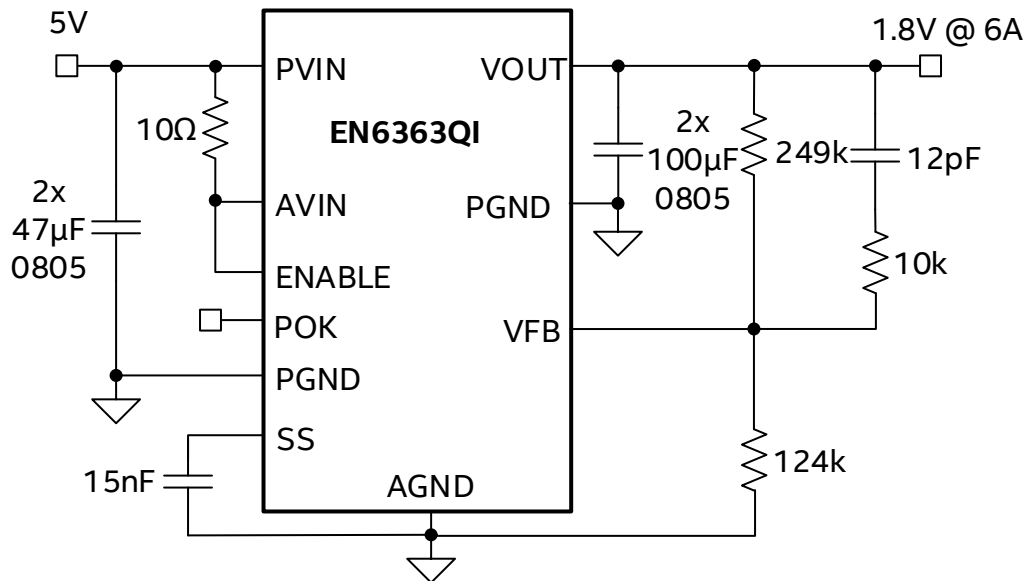 5V
1.8V @ 6A
PVIN
VOUT
10Ω
EN6363QI
2x
100µF
0805
249k
12pF
2x
47µF
0805
AVIN
PGND
ENABLE
10k
POK
VFB
PGND
SS
15nF
AGND
124k